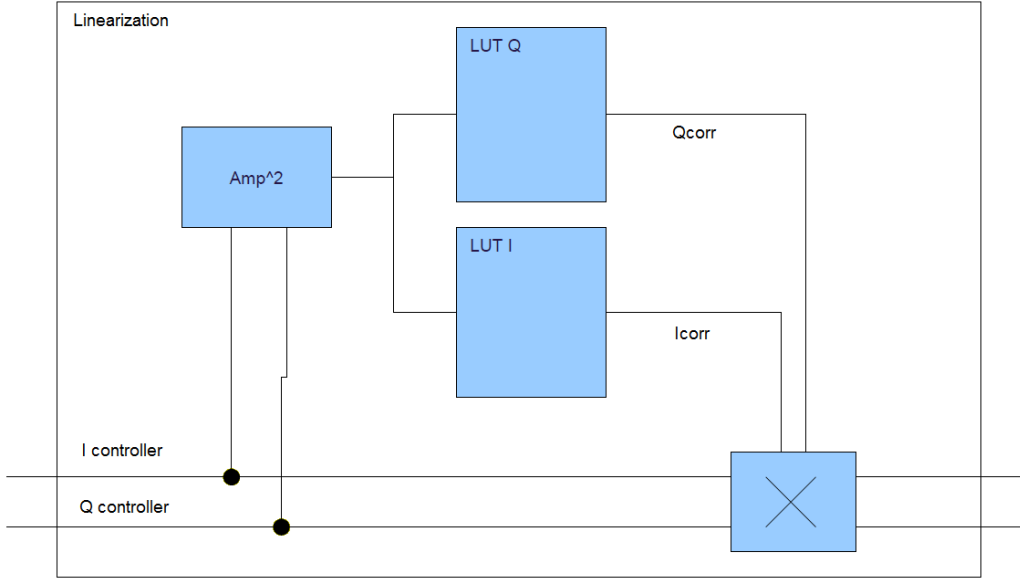 Linearization
LUT Q
Qcorr
Amp^2
LUT I
Icorr
I controller
Q controller